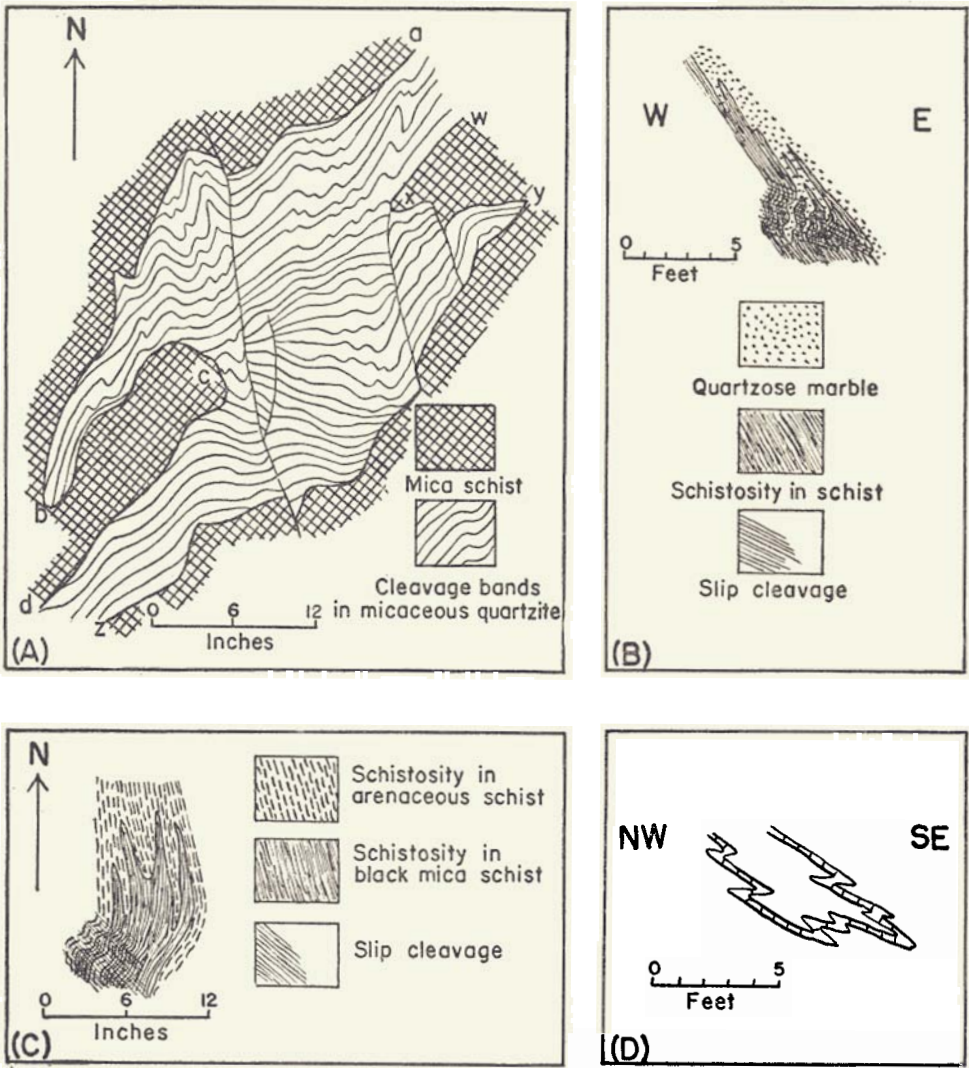 N
a
w
x
y
c
b
d
z
Mica schist
Cleavage bands
in micaceous quartzite
0 6 12
Inches
(A)
W E
0 5
Feet
Quartzose marble
Schistosity in schist
Slip cleavage
(B)
N
Schistosity in
arenaceous schist
Schistosity in
black mica schist
Slip cleavage
0 6 12
Inches
(C)
NW SE
0 5
Feet
(D)